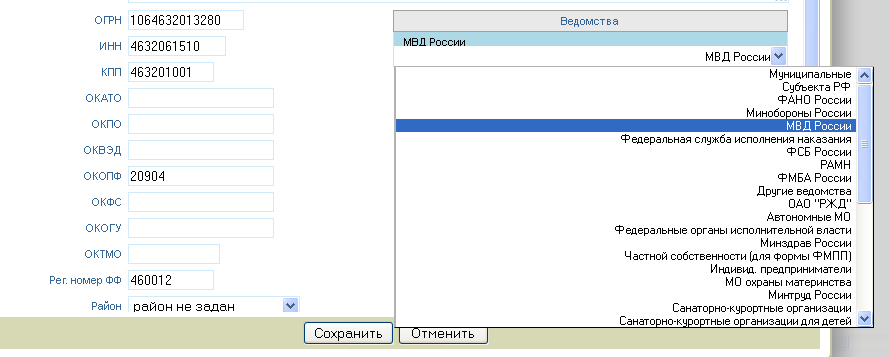 ОГРН 1064632013280
ИНН 4632061510
КПП 463201001
ОКАТО
ОКПО
ОКВЭД
ОКОПФ 20904
ОКФС
ОКОГУ
ОКТМО
Рег. номер ФФ 460012
Район район не задан
Ведомства
МВД России
МВД России
Муниципальные
Субъекта РФ
ФАНО России
Минобороны России
МВД России
Федеральная служба исполнения наказания
ФСБ России
РАМН
ФМБА России
Другие ведомства
ОАО "РЖД"
Автономные МО
Федеральные органы исполнительной власти
Минздрав России
Частной собственности (для формы ФМПП)
Индивид. предприниматели
МО охраны материнства
Минтруд России
Санаторно-курортные организации
Санаторно-курортные организации для детей
Сохранить Отменить